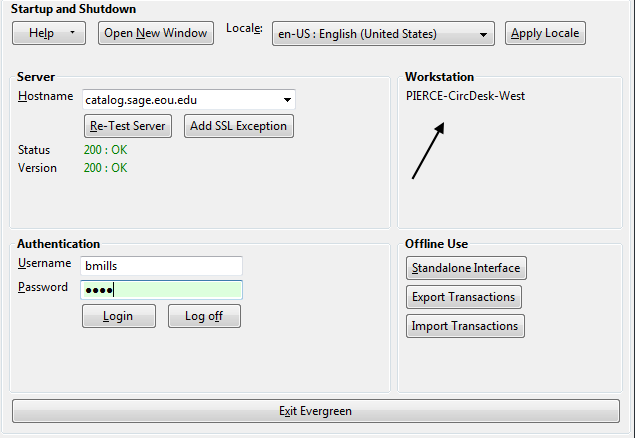 Startup and Shutdown
Help Open New Window Locale: en-US : English (United States) Apply Locale
Server
Hostname catalog.sage.eou.edu
Re-Test Server Add SSL Exception
Status 200 : OK
Version 200 : OK
Workstation
PIERCE-CircDesk-West
Authentication
Username bmills
Password ●●●●
Login Log off
Offline Use
Standalone Interface
Export Transactions
Import Transactions
Exit Evergreen